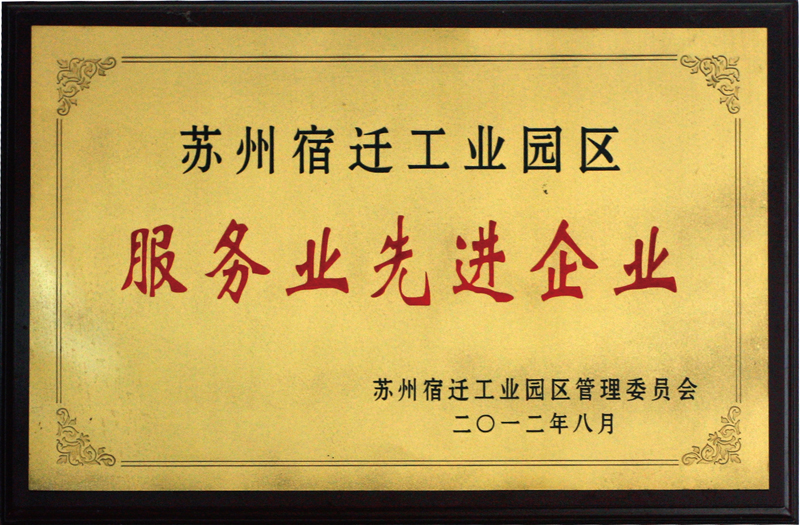 苏州宿迁工业园区
服务业先进企业
苏州宿迁工业园区管理委员会
二〇一二年八月